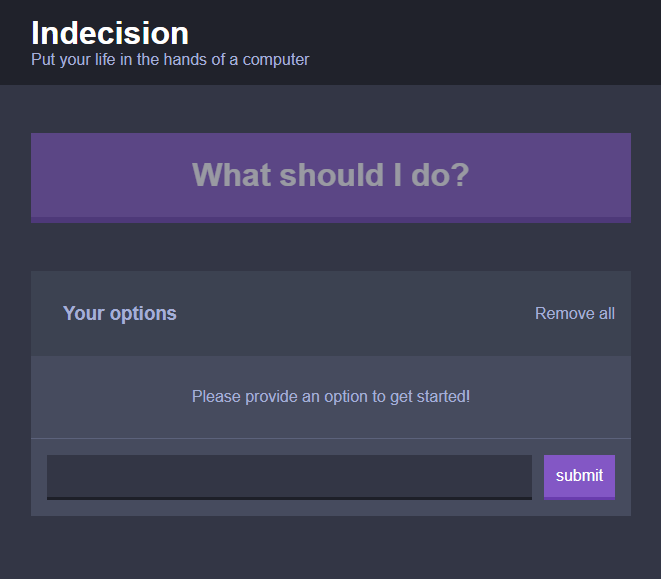 Indecision
Put your life in the hands of a computer
What should I do?
Your options
Remove all
Please provide an option to get started!
submit